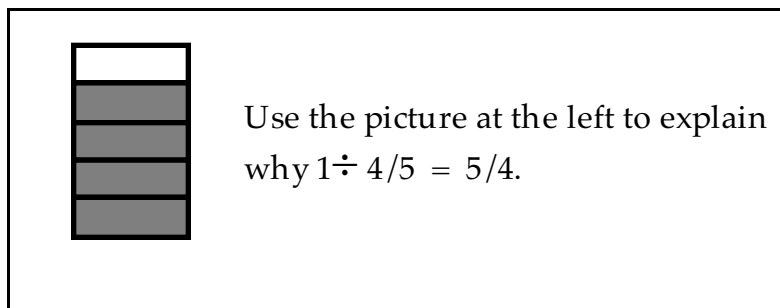 Use the picture at the left to explain
why 1÷ 4/5 = 5/4.